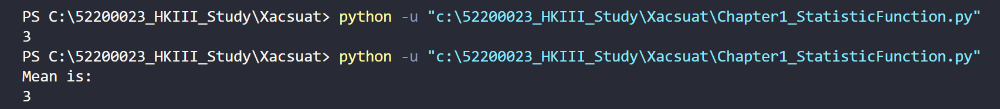 PS C:\52200023_HKIII_Study\Xacsuat> python -u "c:\52200023_HKIII_Study\Xacsuat\Chapter1_StatisticFunction.py"
3
PS C:\52200023_HKIII_Study\Xacsuat> python -u "c:\52200023_HKIII_Study\Xacsuat\Chapter1_StatisticFunction.py"
Mean is:
3